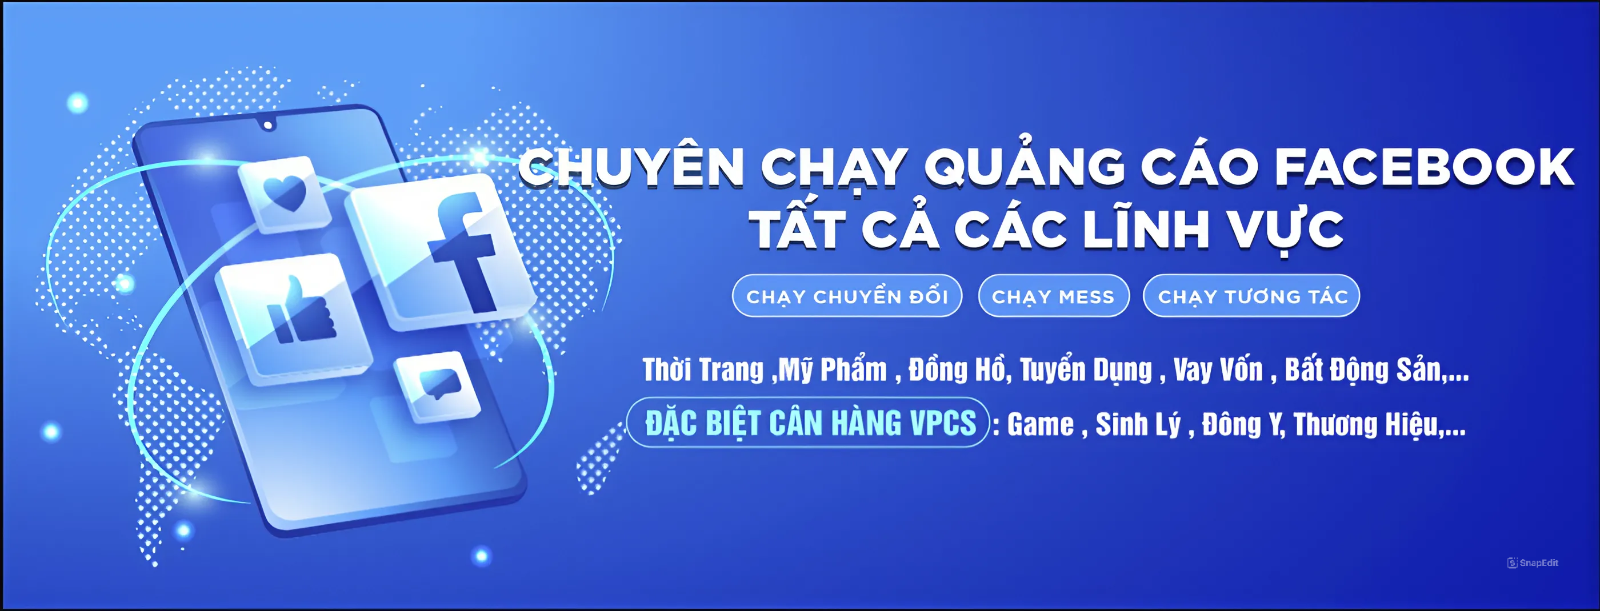 CHUYÊN CHẠY QUẢNG CÁO FACEBOOK
TẤT CẢ CÁC LĨNH VỰC
CHẠY CHUYỂN ĐỔI CHẠY MESS CHẠY TƯƠNG TÁC
Thời Trang ,Mỹ Phẩm , Đồng Hồ, Tuyển Dụng , Vay Vốn , Bất Động Sản,...
ĐẶC BIỆT CÂN HÀNG VPCS : Game , Sinh Lý , Đông Y, Thương Hiệu,...
SnapEdit